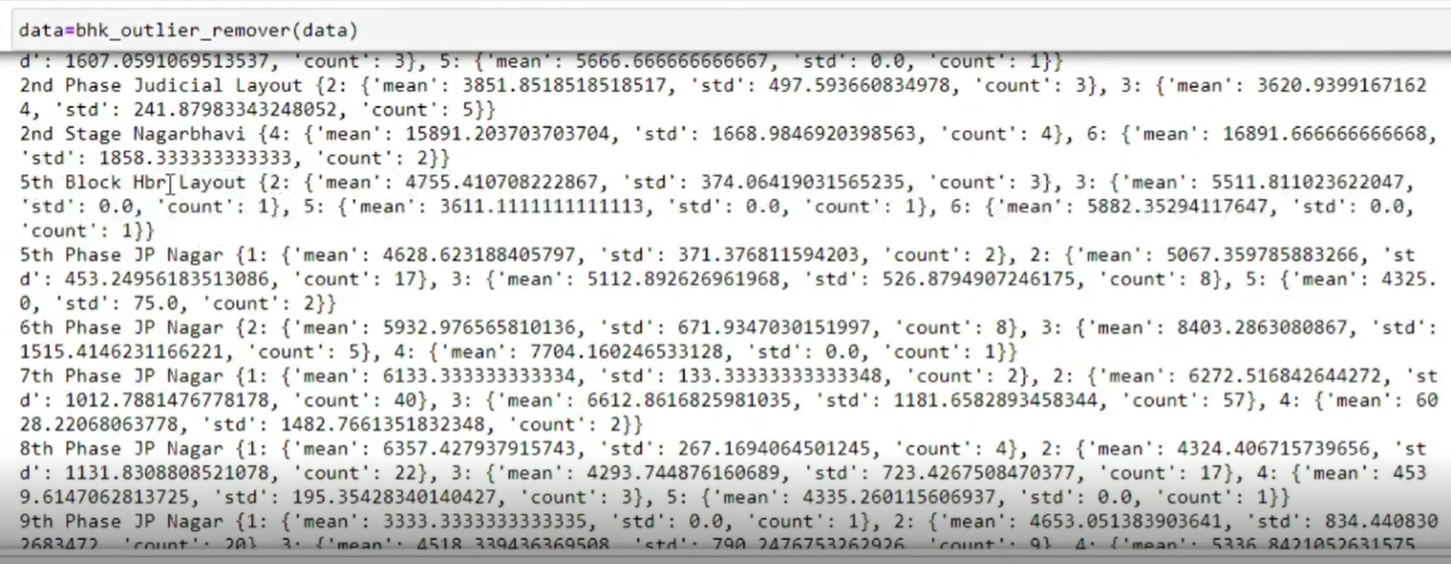 data=bhk_outlier_remover(data)
d': 1607.0591069513537, 'count': 3}, 5: {'mean': 5666.666666666667, 'std': 0.0, 'count': 1}}
2nd Phase Judicial Layout {2: {'mean': 3851.8518518518517, 'std': 497.593660834978, 'count': 3}, 3: {'mean': 3620.9399167162
4, 'std': 241.87983343248052, 'count': 5}}
2nd Stage Nagarbhavi {4: {'mean': 15891.203703703704, 'std': 1668.9846920398563, 'count': 4}, 6: {'mean': 16891.666666666668,
'std': 1858.333333333333, 'count': 2}}
5th Block Hbr Layout {2: {'mean': 4755.410708222867, 'std': 374.06419031565235, 'count': 3}, 3: {'mean': 5511.811023622047,
'std': 0.0, 'count': 1}, 5: {'mean': 3611.1111111111113, 'std': 0.0, 'count': 1}, 6: {'mean': 5882.35294117647, 'std': 0.0,
'count': 1}}
5th Phase JP Nagar {1: {'mean': 4628.623188405797, 'std': 371.376811594203, 'count': 2}, 2: {'mean': 5067.359785883266, 'st
d': 453.24956183513086, 'count': 17}, 3: {'mean': 5112.892626961968, 'std': 526.8794907246175, 'count': 8}, 5: {'mean': 4325.
0, 'std': 75.0, 'count': 2}}
6th Phase JP Nagar {2: {'mean': 5932.976565810136, 'std': 671.9347030151997, 'count': 8}, 3: {'mean': 8403.2863080867, 'std':
1515.4146231166221, 'count': 5}, 4: {'mean': 7704.160246533128, 'std': 0.0, 'count': 1}}
7th Phase JP Nagar {1: {'mean': 6133.333333333334, 'std': 133.33333333333348, 'count': 2}, 2: {'mean': 6272.516842644272, 'st
d': 1012.7881476778178, 'count': 40}, 3: {'mean': 6612.8616825981035, 'std': 1181.6582893458344, 'count': 57}, 4: {'mean': 60
28.22068063778, 'std': 1482.7661351832348, 'count': 2}}
8th Phase JP Nagar {1: {'mean': 6357.427937915743, 'std': 267.1694064501245, 'count': 4}, 2: {'mean': 4324.406715739656, 'st
d': 1131.8308808521078, 'count': 22}, 3: {'mean': 4293.744876160689, 'std': 723.4267508470377, 'count': 17}, 4: {'mean': 453
9.6147062813725, 'std': 195.35428340140427, 'count': 3}, 5: {'mean': 4335.260115606937, 'std': 0.0, 'count': 1}}
9th Phase JP Nagar {1: {'mean': 3333.3333333333335, 'std': 0.0, 'count': 1}, 2: {'mean': 4653.051383903641, 'std': 834.440830
2683472, 'count': 20}, 3: {'mean': 4518.339436369508, 'std': 790.2476753262926, 'count': 9}, 4: {'mean': 5336.8421052631575,